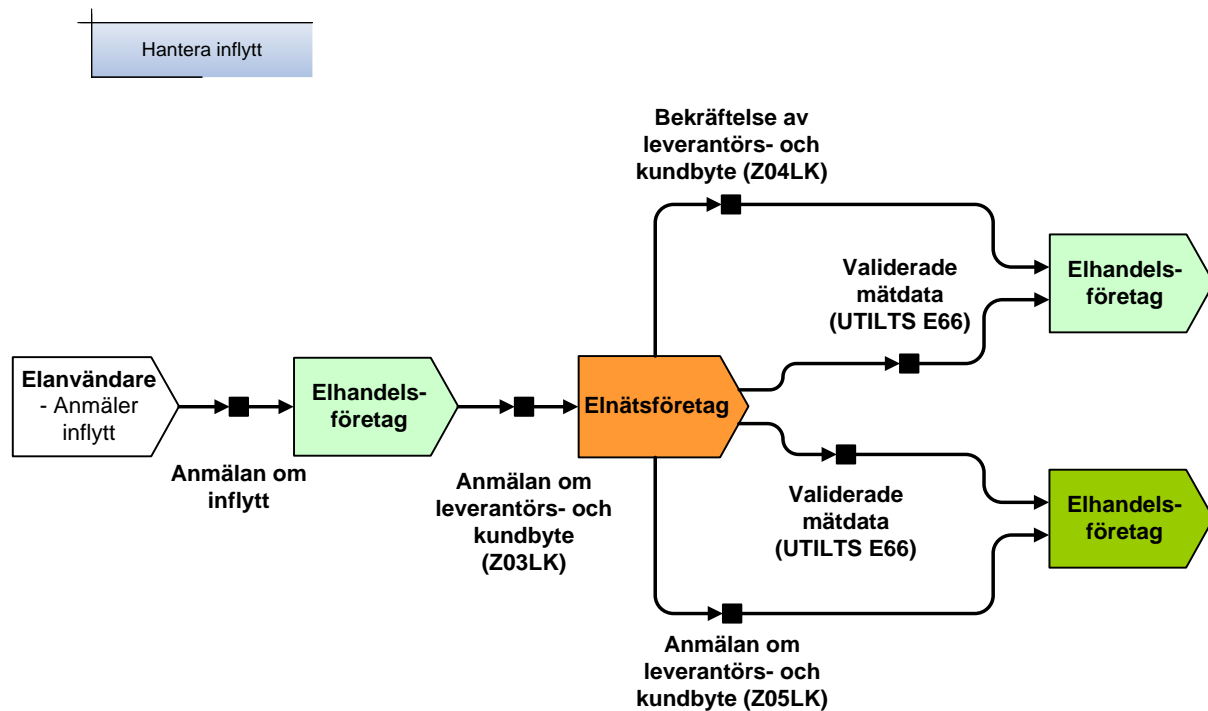 Hantera inflytt
Bekräftelse av
leverantörs- och
kundbyte (Z04LK)
Validerade
mätdata
(UTILTS E66)
Elhandels-
företag
Elanvändare
- Anmäler
inflytt
Anmälan om
inflytt
Elhandels-
företag
Anmälan om
leverantörs- och
kundbyte
(Z03LK)
Elnätsföretag
Validerade
mätdata
(UTILTS E66)
Elhandels-
företag
Anmälan om
leverantörs- och
kundbyte (Z05LK)